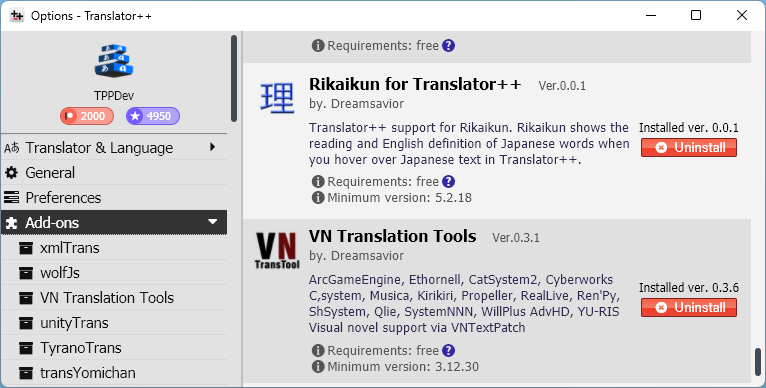 Options - Translator++
TPPDev
2000
4950
Translator & Language
General
Preferences
Add-ons
xmlTrans
wolfJs
VN Translation Tools
unityTrans
TyranoTrans
transYomichan
Requirements: free
理
Rikaikun for Translator++ Ver.0.0.1
by. Dreamsavior
Translator++ support for Rikaikun. Rikaikun shows the
reading and English definition of Japanese words when
you hover over Japanese text in Translator++.
Requirements: free
Minimum version: 5.2.18
Installed ver. 0.0.1
Uninstall
VN
TransTool
VN Translation Tools Ver.0.3.1
by. Dreamsavior
ArcGameEngine, Ethornell, CatSystem2, Cyberworks
C,system, Musica, Kirikiri, Propeller, RealLive, Ren'Py,
ShSystem, Qlie, SystemNNN, WillPlus AdvHD, YU-RIS
Visual novel support via VNTextPatch
Requirements: free
Minimum version: 3.12.30
Installed ver. 0.3.6
Uninstall